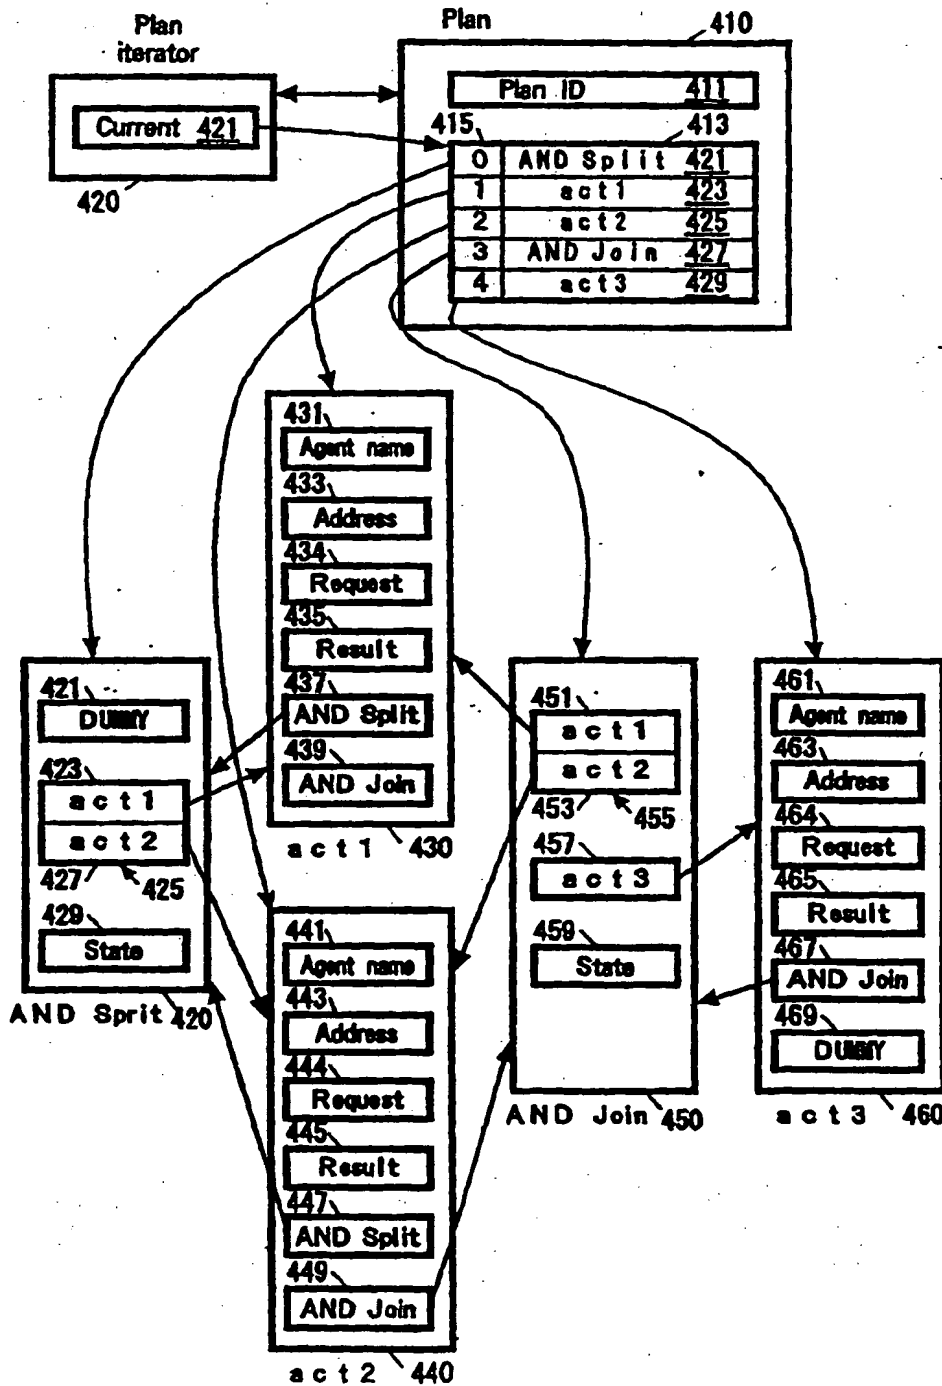 Plan
iterator
Plan
410
Plan ID 411
Current 421
415
413
0 AND Split 421
1 act1 423
2 act2 425
3 AND Join 427
4 act3 429
420
431
Agent name
433
Address
434
Request
435
Result
437
AND Split
439
AND Join
act1 430
421
DUMMY
423
act1
act2
427
425
429
State
AND Sprit 420
441
Agent name
443
Address
444
Request
445
Result
447
AND Split
449
AND Join
act2 440
451
act1
act2
453
455
457
act3
459
State
AND Join 450
461
Agent name
463
Address
464
Request
465
Result
467
AND Join
469
DUMMY
act3 460